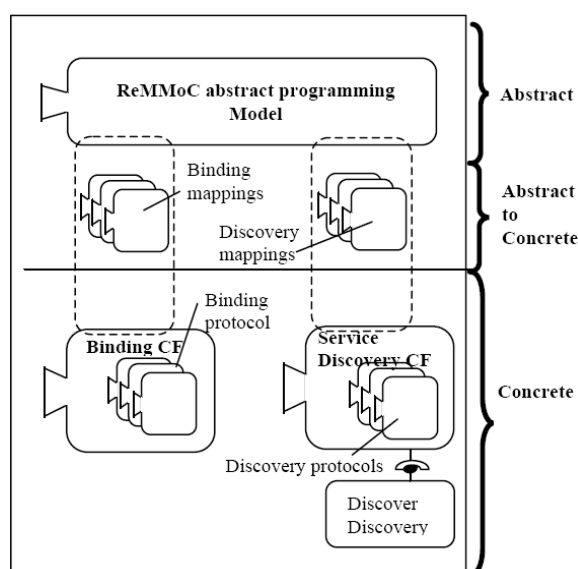 ReMMoC abstract programming
Model
Abstract
Binding
mappings
Discovery
mappings
Abstract
to
Concrete
Binding
protocol
Binding CF
Service
Discovery CF
Concrete
Discovery protocols
Discover
Discovery